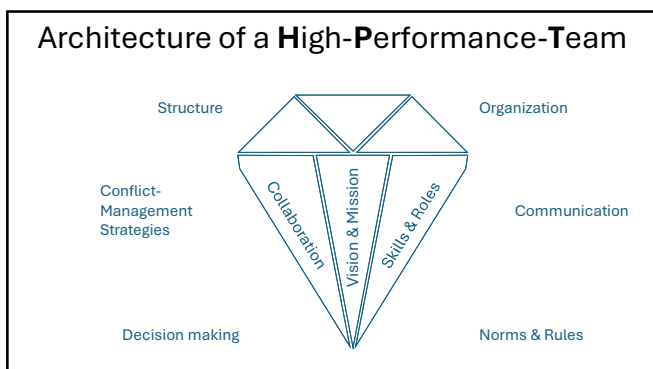 Architecture of a High-Performance-Team
Structure
Organization
Conflict-
Management
Strategies
Collaboration
Vision & Mission
Skills & Roles
Communication
Decision making
Norms & Rules